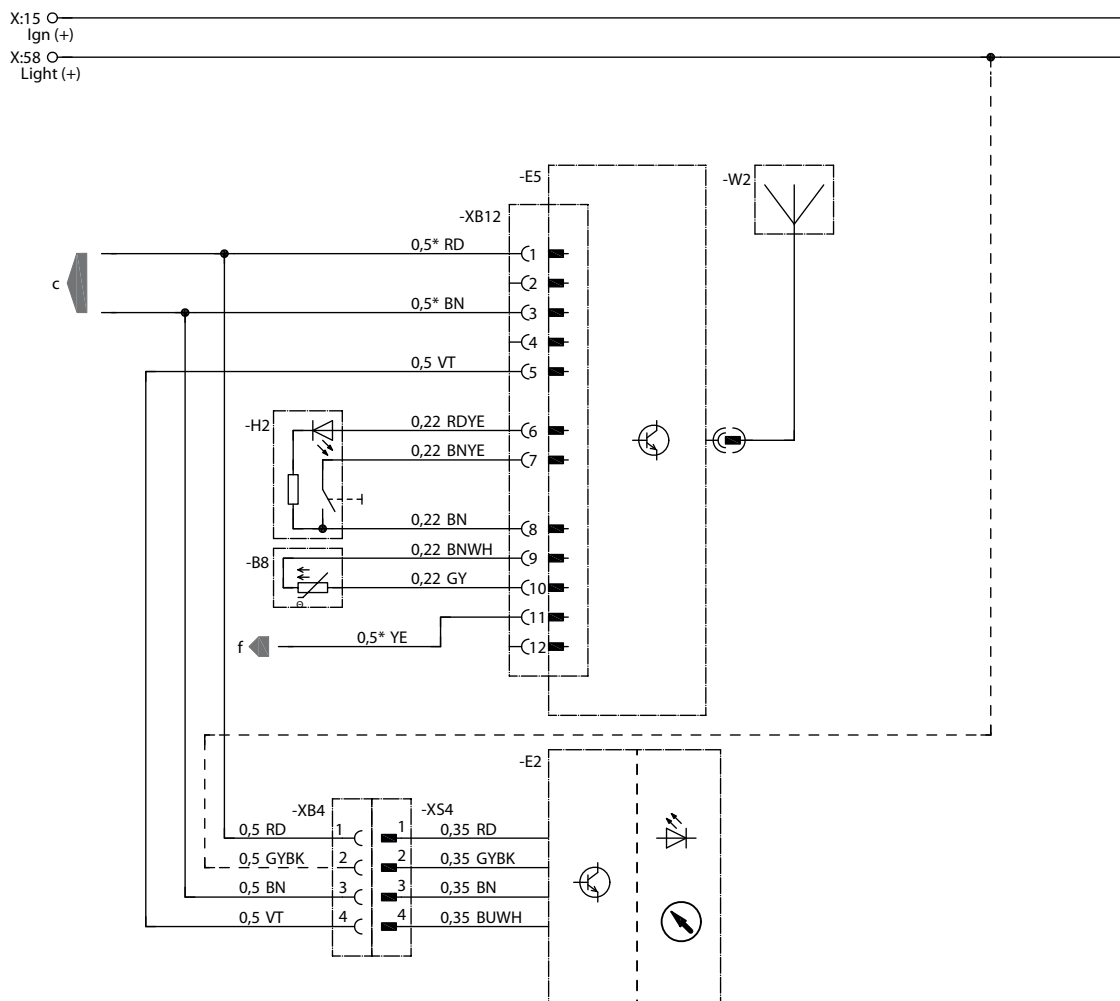 X:15
Ign (+)
X:58
Light (+)
-E5
-W2
-XB12
0,5* RD
1
2
c
0,5* BN
3
4
0,5 VT
5
-H2
0,22 RDYE
6
0,22 BNYE
7
0,22 BN
8
-B8
0,22 BNWH
9
0,22 GY
10
Θ
11
f
0,5* YE
12
-E2
-XB4
-XS4
0,5 RD
1
1
0,35 RD
0,5 GYBK
2
2
0,35 GYBK
0,5 BN
3
3
0,35 BN
0,5 VT
4
4
0,35 BUWH